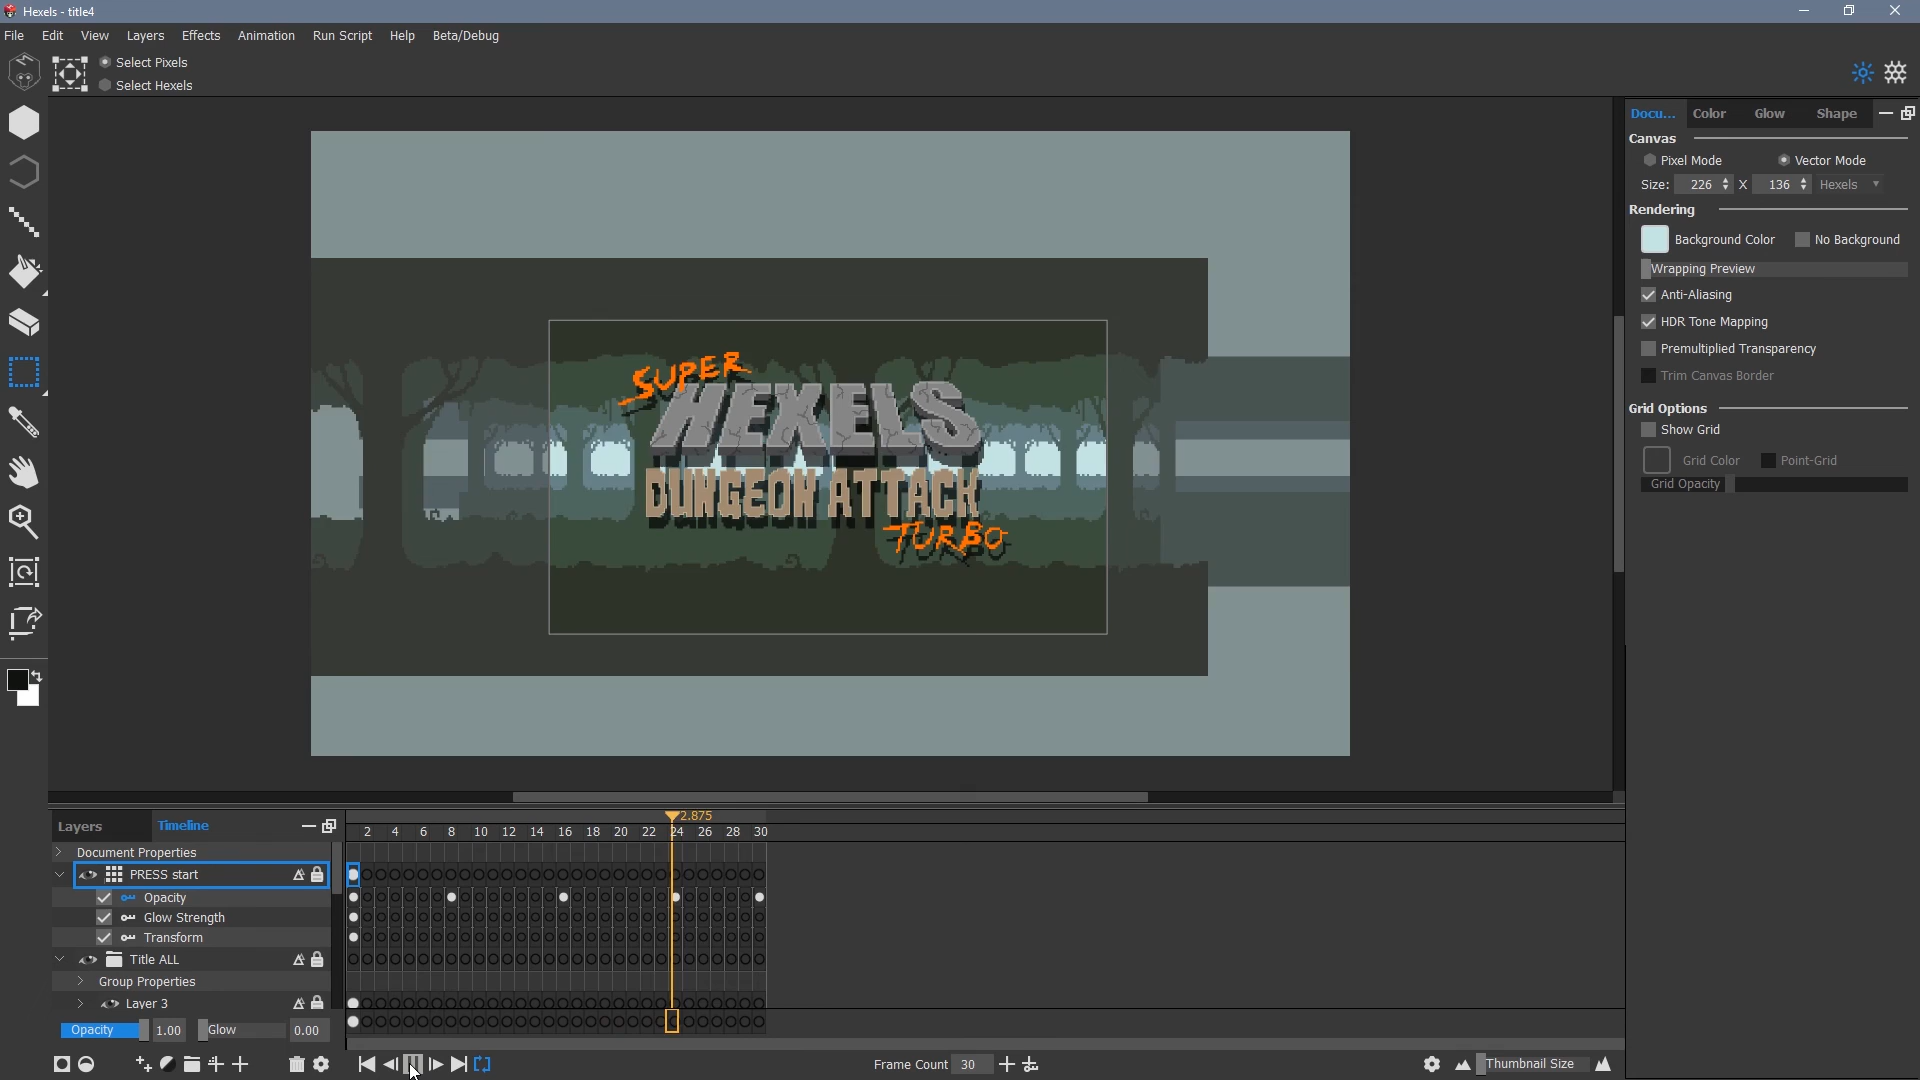 Hexels - title4
File Edit View Layers Effects Animation Run Script Help Beta/Debug
Select Pixels
Select Hexels
Docu... Color Glow Shape
Canvas
Pixel Mode Vector Mode
Size: 226 X 136 Hexels
Rendering
Background Color No Background
Wrapping Preview
Anti-Aliasing
HDR Tone Mapping
Premultiplied Transparency
Trim Canvas Border
Grid Options
Show Grid
Grid Color Point-Grid
Grid Opacity
SUPER
HEXELS
DUNGEON ATTACK
TURBO
Layers Timeline
2.875
2 4 6 8 10 12 14 16 18 20 22 24 26 28 30
Document Properties
PRESS start
Opacity
Glow Strength
Transform
Title ALL
Group Properties
Layer 3
Opacity 1.00 Glow 0.00
Frame Count 30
Thumbnail Size